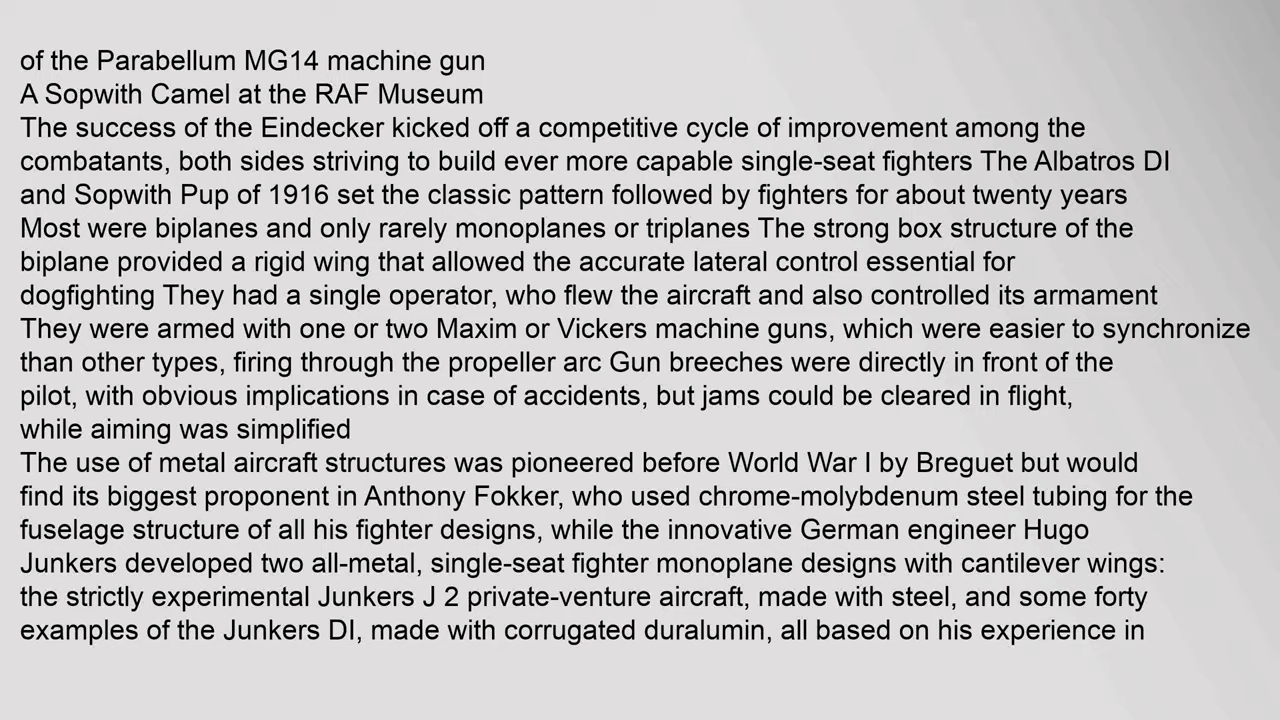 of the Parabellum MG14 machine gun
A Sopwith Camel at the RAF Museum
The success of the Eindecker kicked off a competitive cycle of improvement among the
combatants, both sides striving to build ever more capable single-seat fighters The Albatros DI
and Sopwith Pup of 1916 set the classic pattern followed by fighters for about twenty years
Most were biplanes and only rarely monoplanes or triplanes The strong box structure of the
biplane provided a rigid wing that allowed the accurate lateral control essential for
dogfighting They had a single operator, who flew the aircraft and also controlled its armament
They were armed with one or two Maxim or Vickers machine guns, which were easier to synchronize
than other types, firing through the propeller arc Gun breeches were directly in front of the
pilot, with obvious implications in case of accidents, but jams could be cleared in flight,
while aiming was simplified
The use of metal aircraft structures was pioneered before World War I by Breguet but would
find its biggest proponent in Anthony Fokker, who used chrome-molybdenum steel tubing for the
fuselage structure of all his fighter designs, while the innovative German engineer Hugo
Junkers developed two all-metal, single-seat fighter monoplane designs with cantilever wings:
the strictly experimental Junkers J 2 private-venture aircraft, made with steel, and some forty
examples of the Junkers DI, made with corrugated duralumin, all based on his experience in